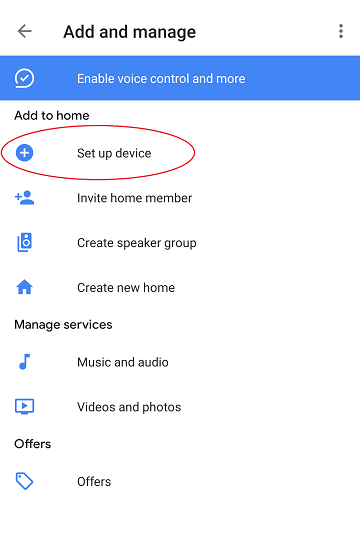 Add and manage
Enable voice control and more
Add to home
Set up device
Invite home member
Create speaker group
Create new home
Manage services
Music and audio
Videos and photos
Offers
Offers